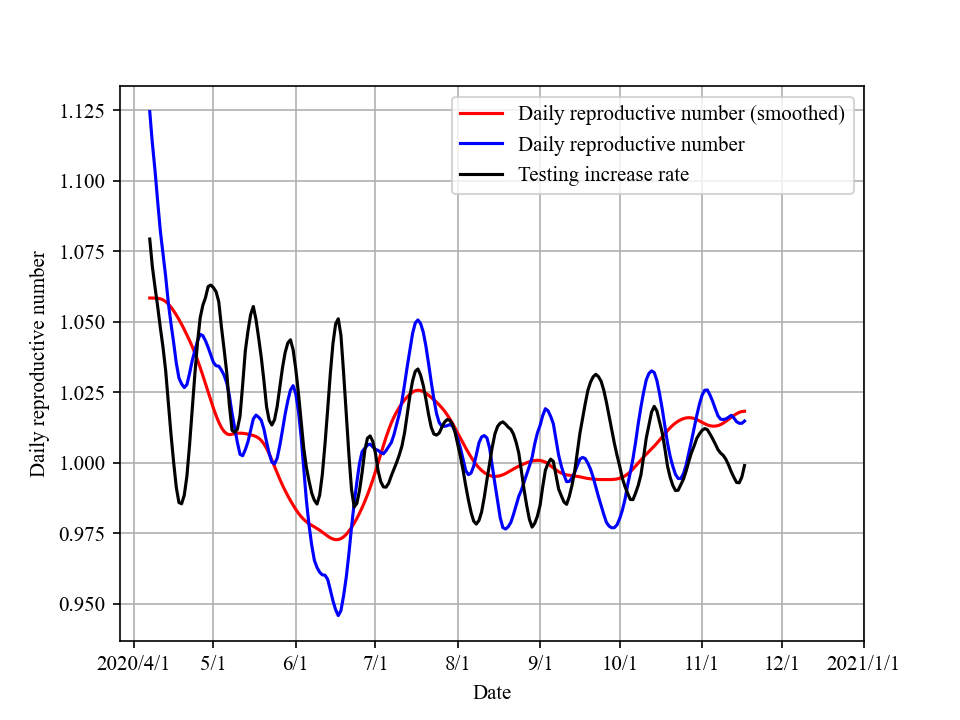 Daily reproductive number (smoothed)
Daily reproductive number
Testing increase rate
Daily reproductive number
1.125
1.100
1.075
1.050
1.025
1.000
0.975
0.950
2020/4/1 5/1 6/1 7/1 8/1 9/1 10/1 11/1 12/1 2021/1/1
Date